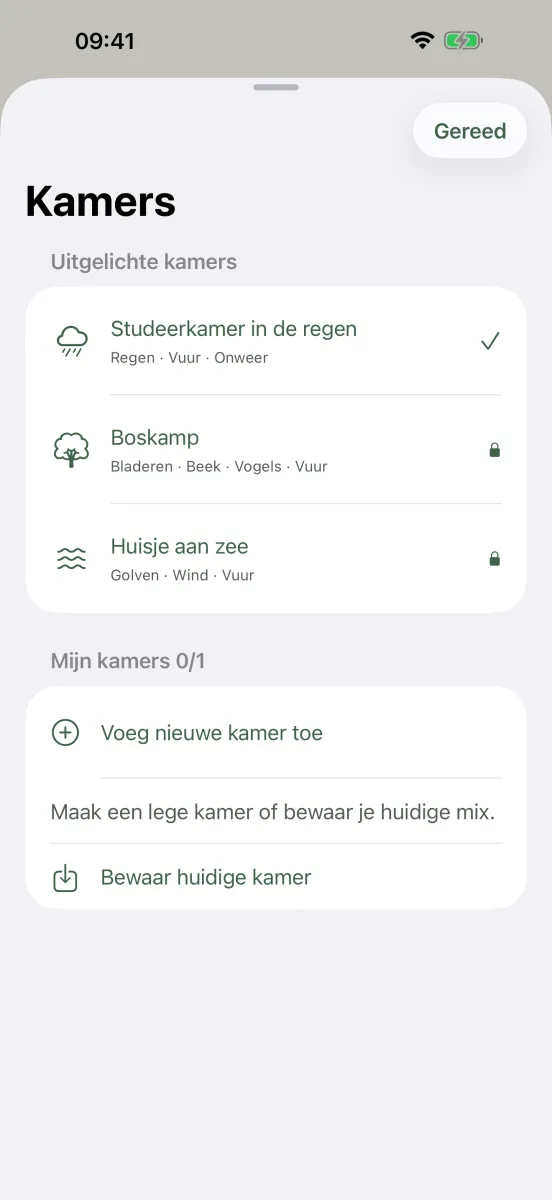 09:41
Gereed
Kamers
Uitgelichte kamers
Studeerkamer in de regen
Regen · Vuur · Onweer
Boskamp
Bladeren · Beek · Vogels · Vuur
Huisje aan zee
Golven · Wind · Vuur
Mijn kamers 0/1
Voeg nieuwe kamer toe
Maak een lege kamer of bewaar je huidige mix.
Bewaar huidige kamer